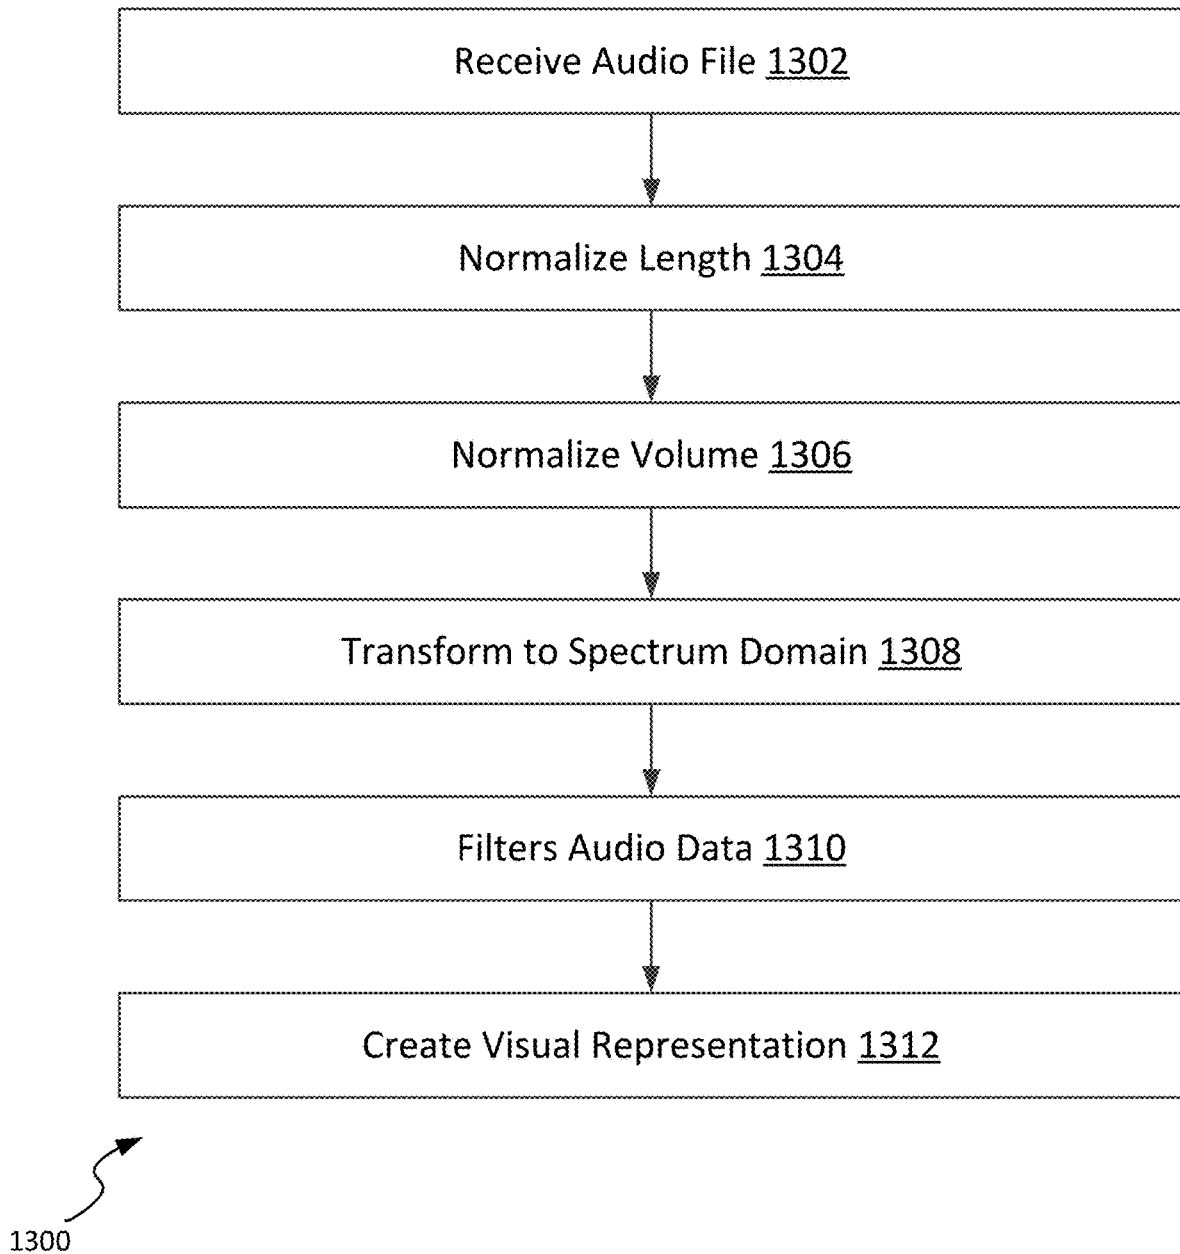 Receive Audio File 1302
Normalize Length 1304
Normalize Volume 1306
Transform to Spectrum Domain 1308
Filters Audio Data 1310
Create Visual Representation 1312
1300